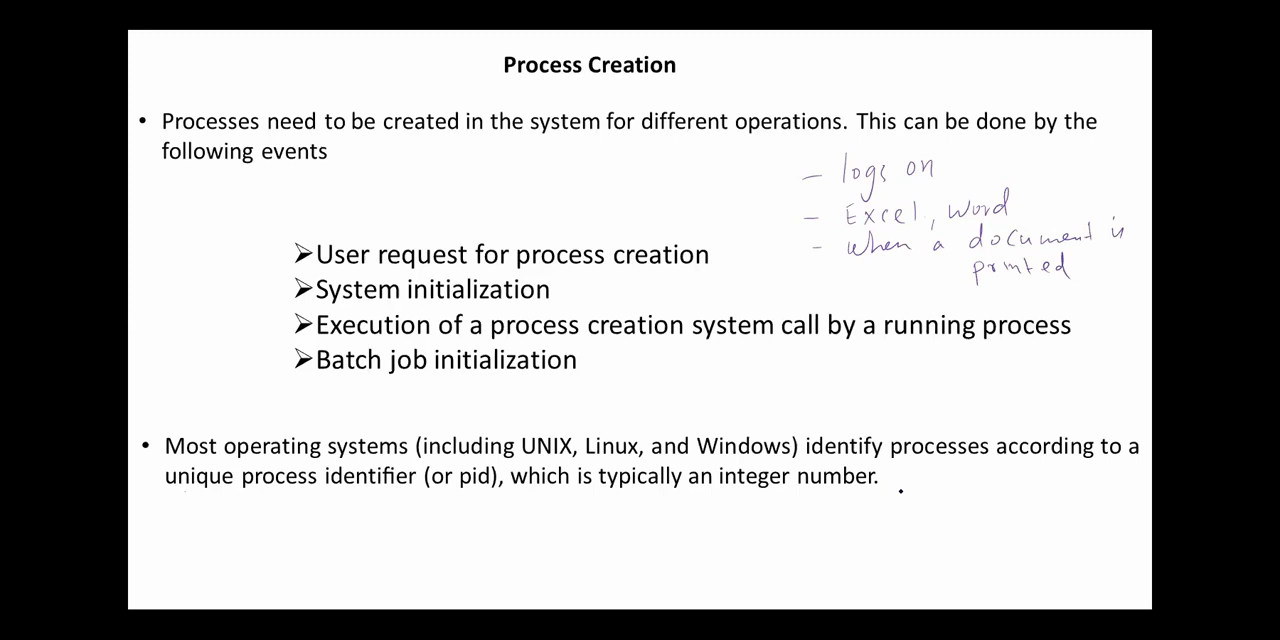 Process Creation
• Processes need to be created in the system for different operations. This can be done by the
following events
– logs on
– Excel, Word
– when a document is
printed
➢User request for process creation
➢System initialization
➢Execution of a process creation system call by a running process
➢Batch job initialization
• Most operating systems (including UNIX, Linux, and Windows) identify processes according to a
unique process identifier (or pid), which is typically an integer number.